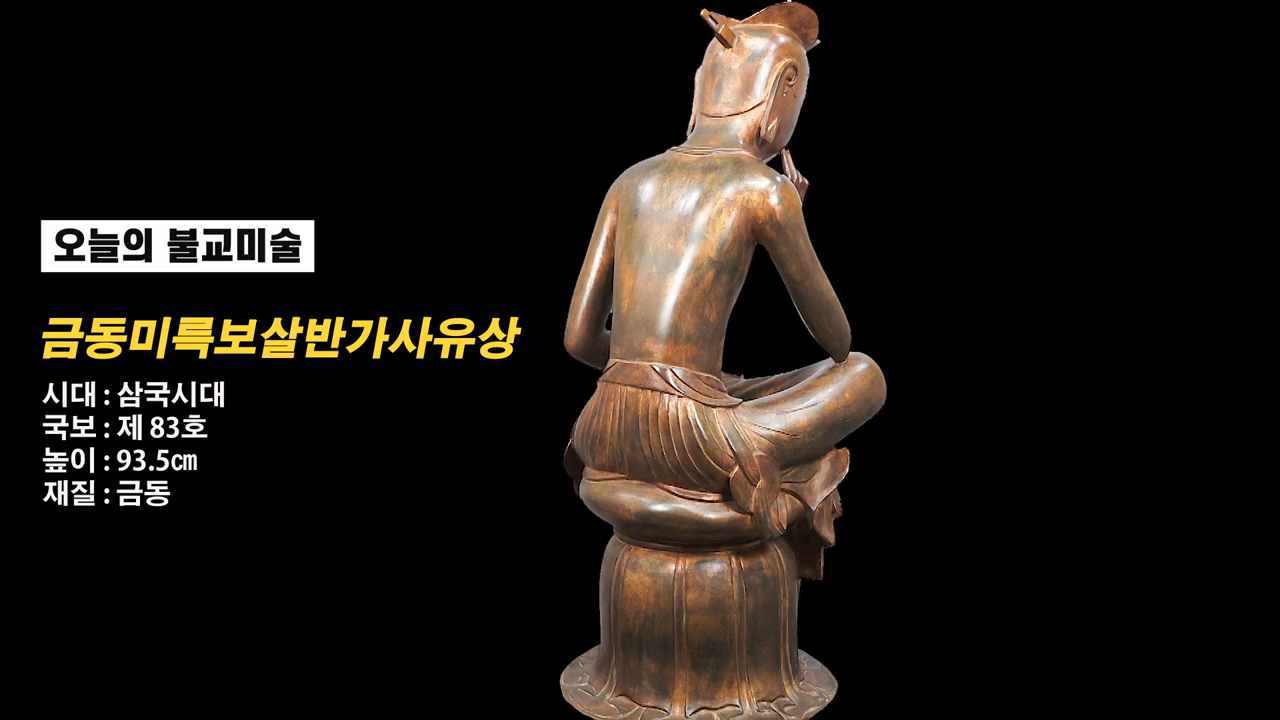 오늘의 불교미술
금동미륵보살반가사유상
시대 : 삼국시대
국보 : 제 83호
높이 : 93.5㎝
재질 : 금동